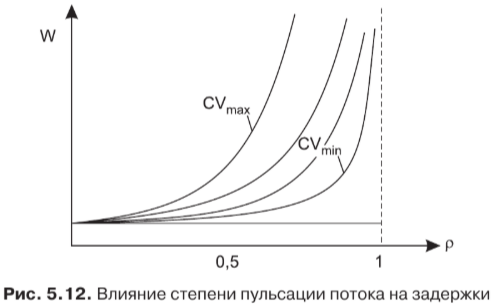 W
CVmax
CVmin
ρ
0,5
1
Рис. 5.12. Влияние степени пульсации потока на задержки